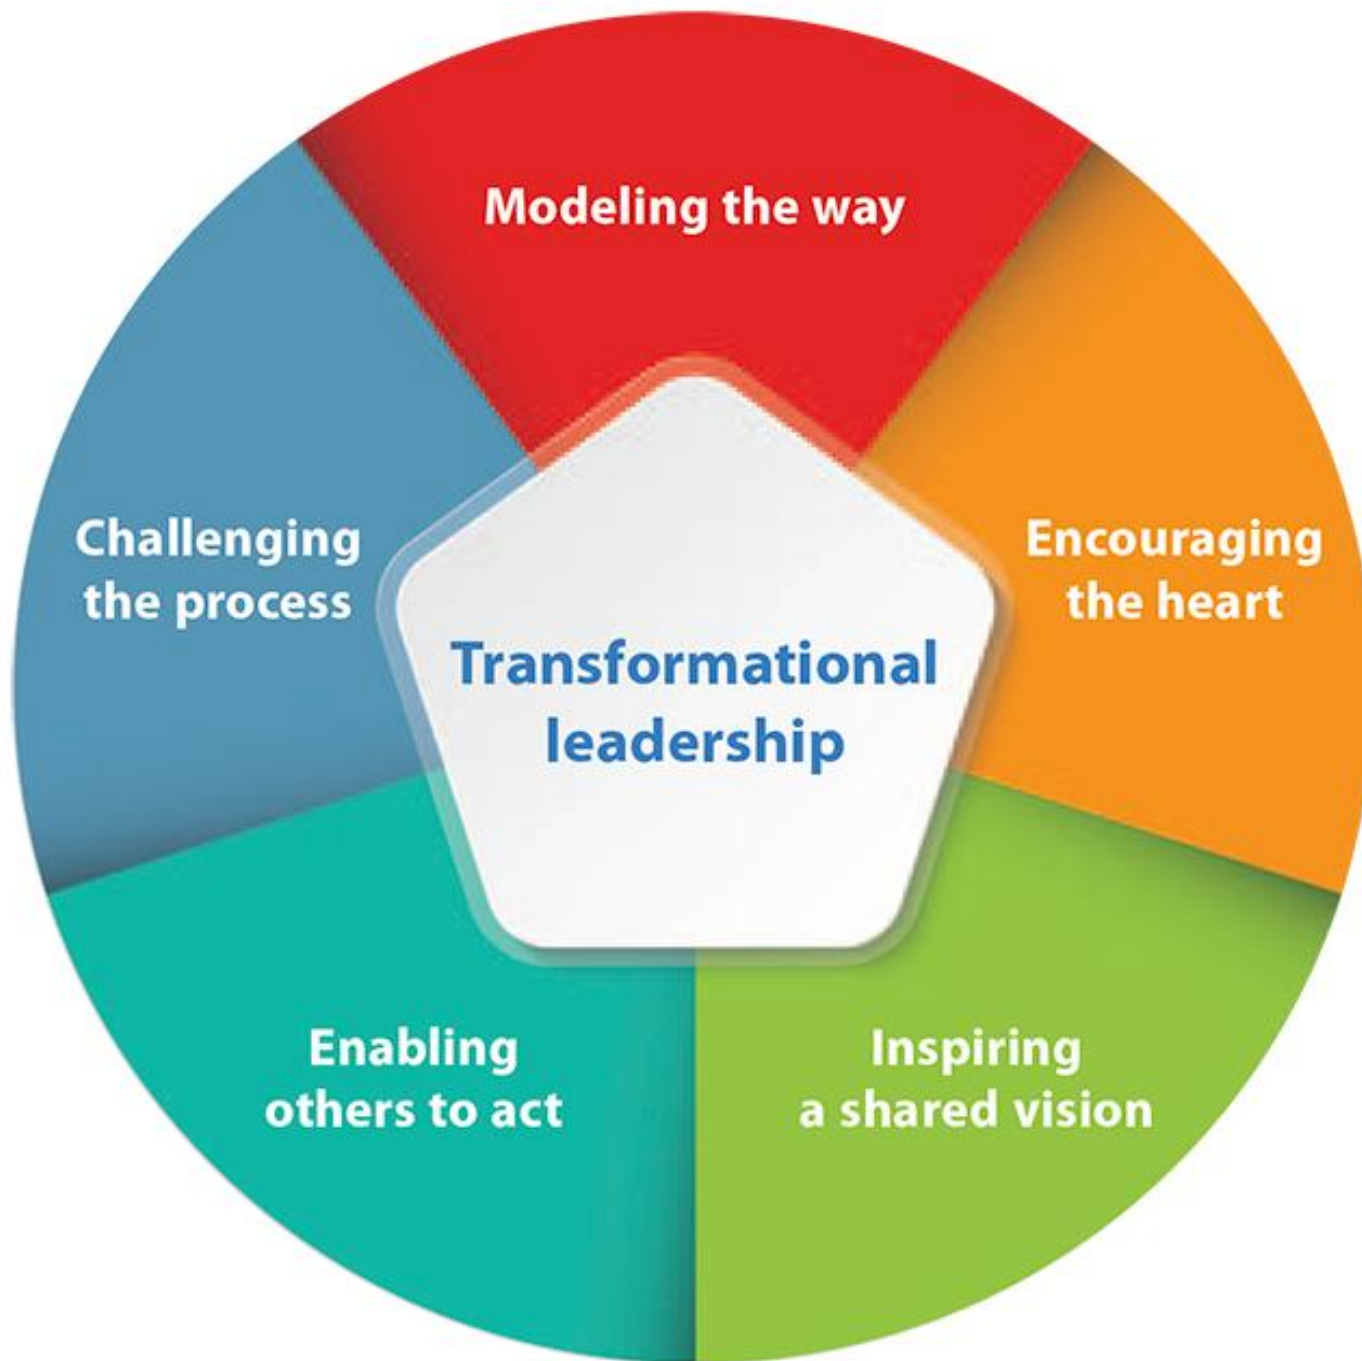 Modeling the way
Challenging
the process
Encouraging
the heart
Transformational
leadership
Enabling
others to act
Inspiring
a shared vision